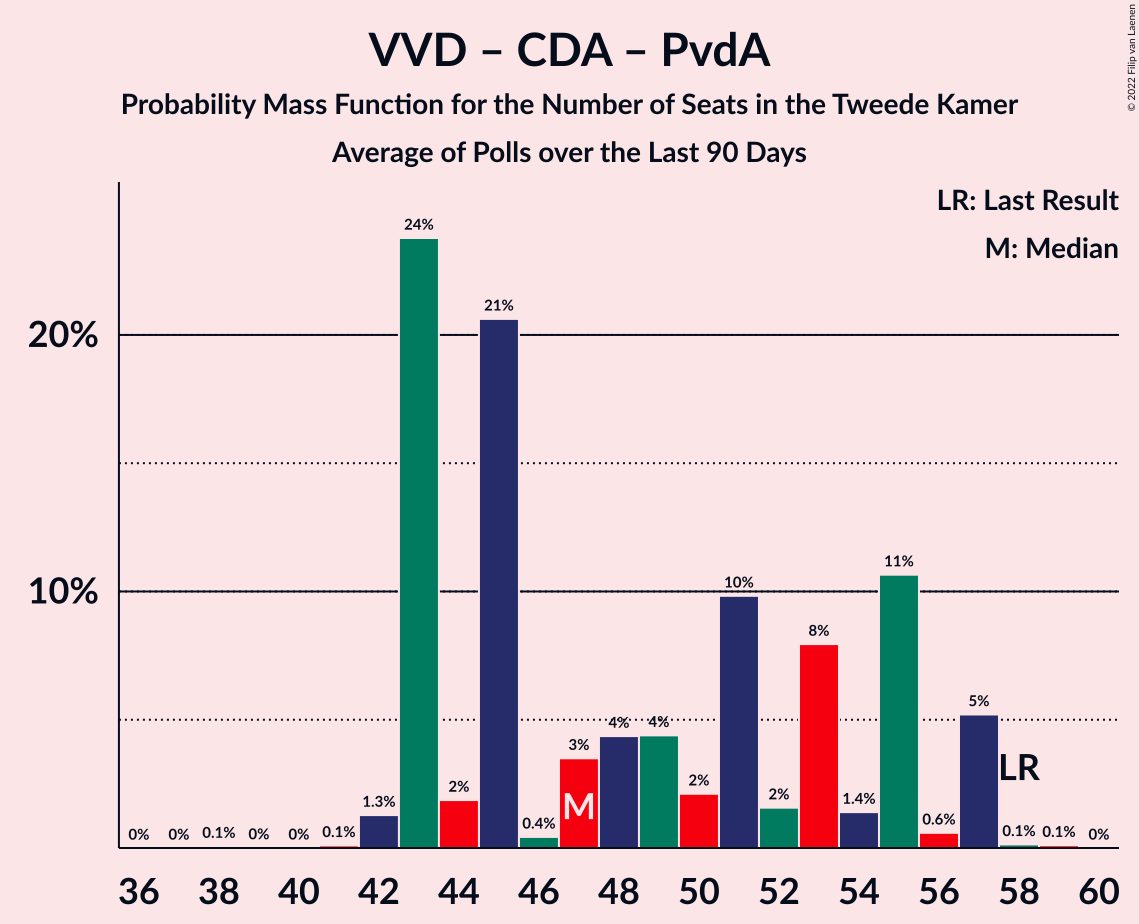 VVD – CDA – PvdA
Probability Mass Function for the Number of Seats in the Tweede Kamer
Average of Polls over the Last 90 Days
© 2022 Filip van Laenen
LR: Last Result
M: Median
20%
10%
0% 0% 0.1% 0% 0% 0.1% 1.3% 24% 2% 21% 0.4% 3% 4% 4% 2% 10% 2% 8% 1.4% 11% 0.6% 5% 0.1% 0.1% 0%
M
LR
36 38 40 42 44 46 48 50 52 54 56 58 60